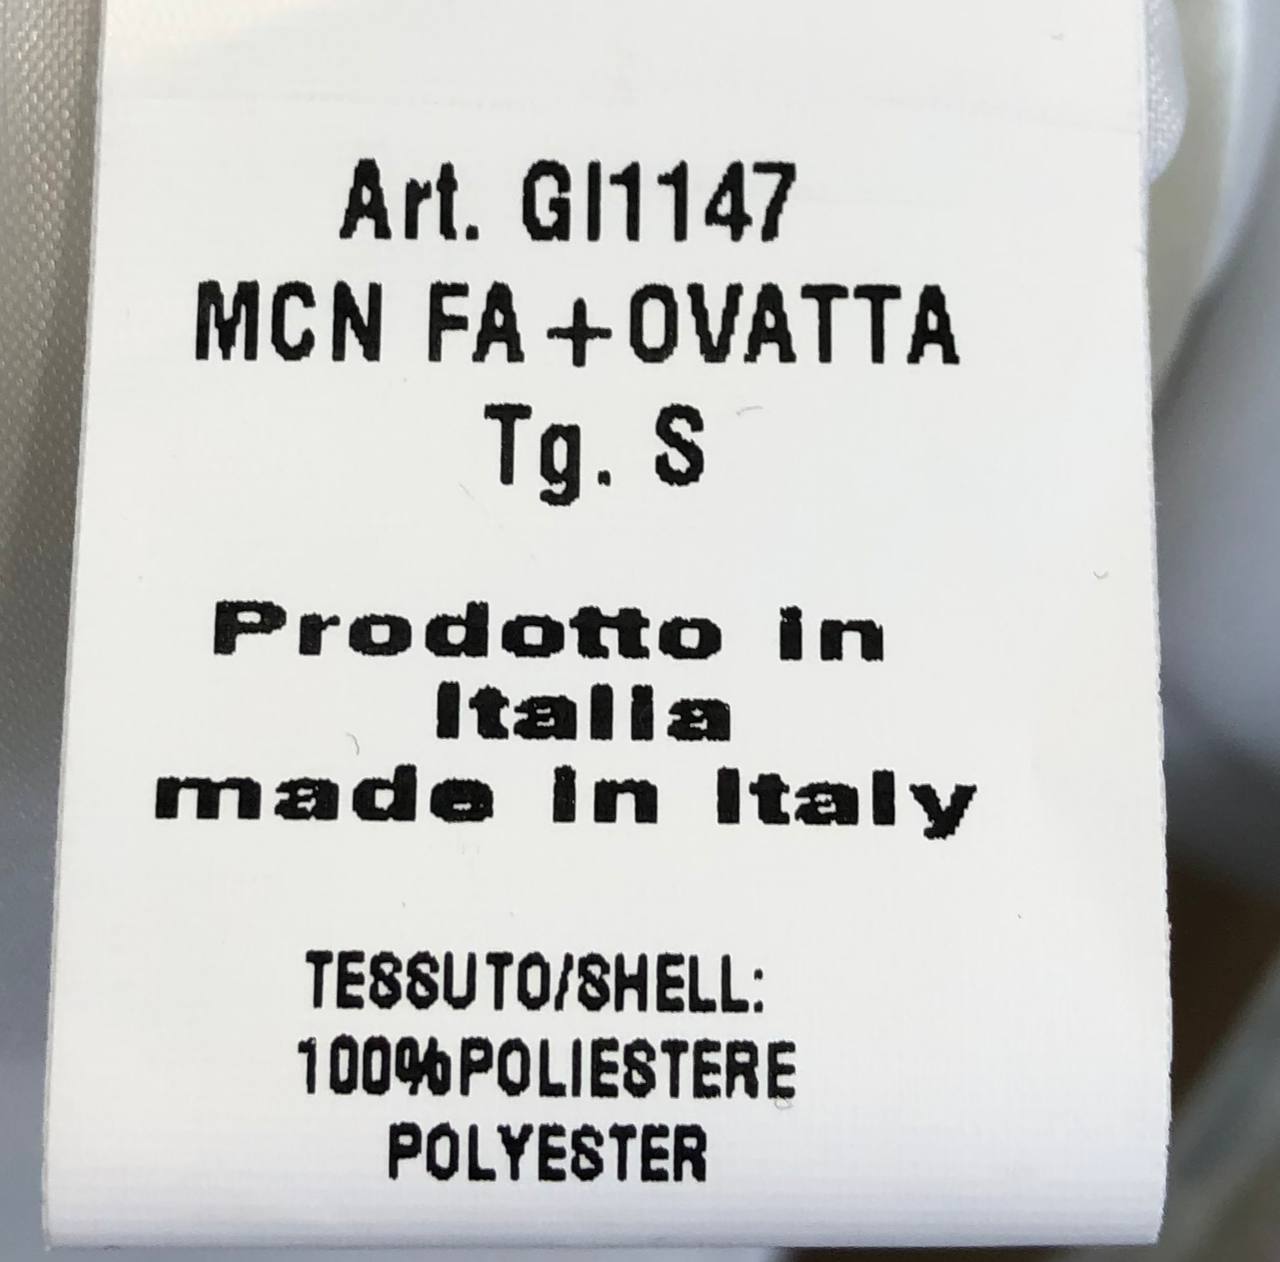 Art. GI1147
MCN FA+OVATTA
Tg. S
Prodotto in
Italia
made in Italy
TESSUTO/SHELL:
100%POLIESTERE
POLYESTER